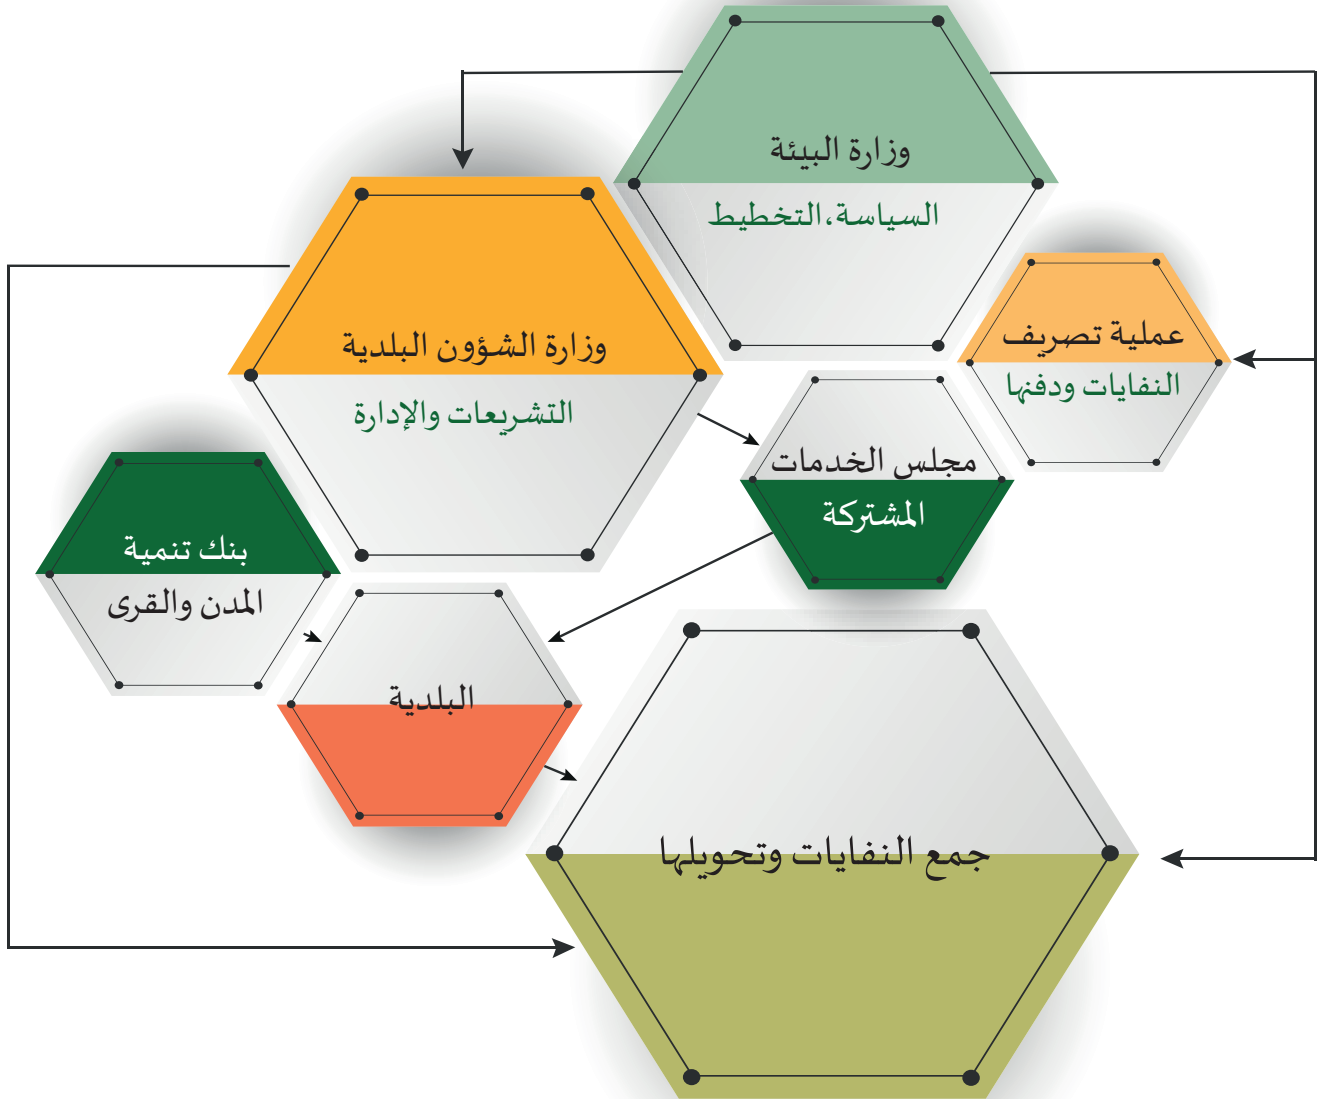 وزارة البيئة
السياسة،التخطيط
وزارة الشؤون البلدية
التشريعات والإدارة
عملية تصريف
النفايات ودفنها
مجلس الخدمات
المشتركة
بنك تنمية
المدن والقرى
البلدية
جمع النفايات وتحويلها